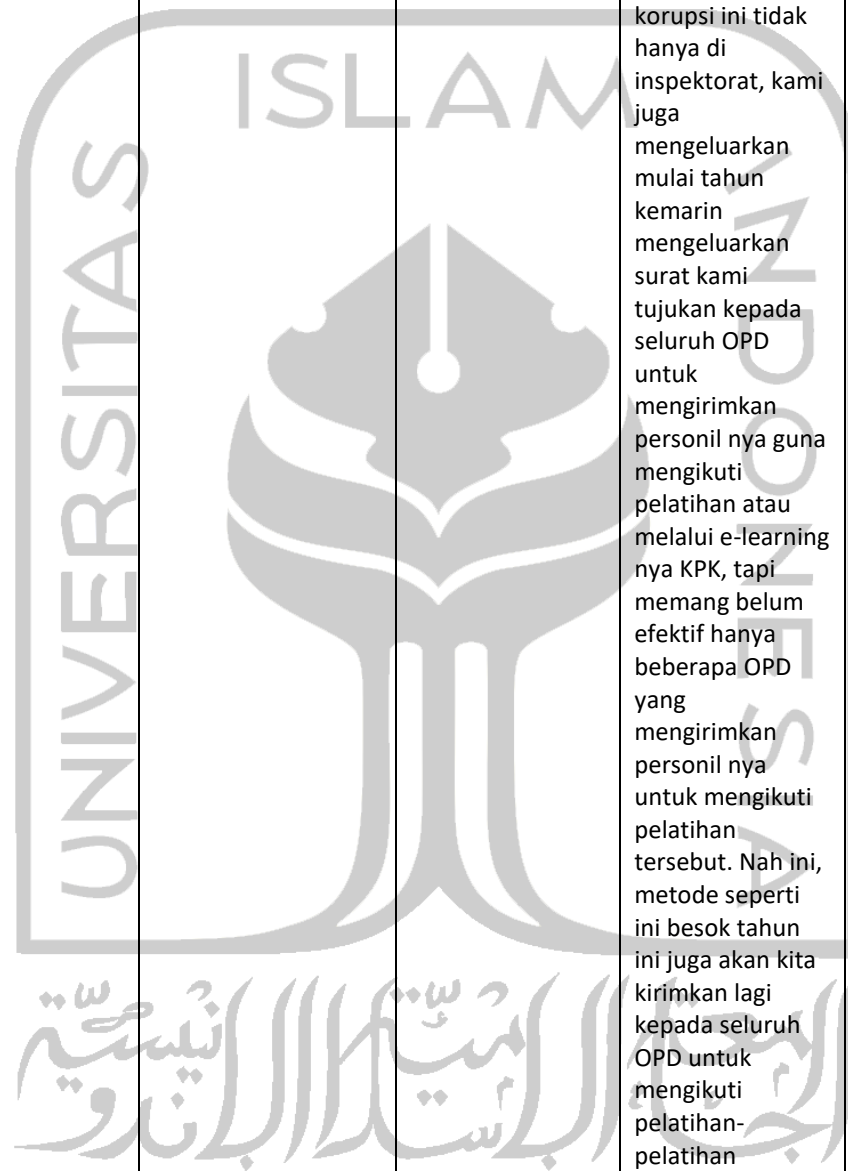 korupsi ini tidak
hanya di
inspektorat, kami
juga
mengeluarkan
mulai tahun
kemarin
mengeluarkan
surat kami
tujukan kepada
seluruh OPD
untuk
mengirimkan
personil nya guna
mengikuti
pelatihan atau
melalui e-learning
nya KPK, tapi
memang belum
efektif hanya
beberapa OPD
yang
mengirimkan
personil nya
untuk mengikuti
pelatihan
tersebut. Nah ini,
metode seperti
ini besok tahun
ini juga akan kita
kirimkan lagi
kepada seluruh
OPD untuk
mengikuti
pelatihan-
pelatihan
UNIVERSITAS
ISLAM
INDONESIA